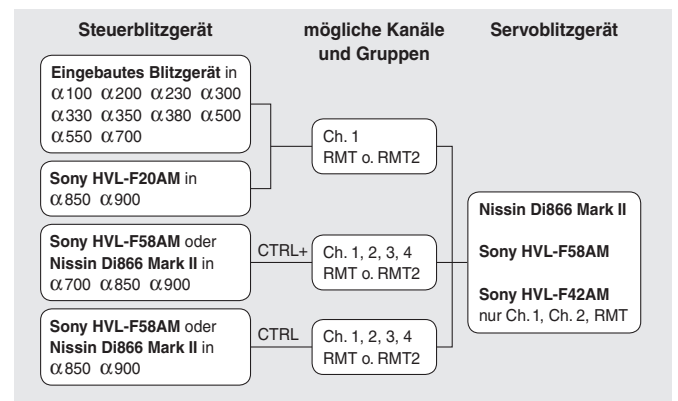 Steuerblitzgerät
mögliche Kanäle
und Gruppen
Servoblitzgerät
Eingebautes Blitzgerät in
α100 α200 α230 α300
α330 α350 α380 α500
α550 α700
Sony HVL-F20AM in
α850 α900
Ch. 1
RMT o. RMT2
Sony HVL-F58AM oder
Nissin Di866 Mark II in
α700 α850 α900
CTRL+
Ch. 1, 2, 3, 4
RMT o. RMT2
Sony HVL-F58AM oder
Nissin Di866 Mark II in
α850 α900
CTRL
Ch. 1, 2, 3, 4
RMT o. RMT2
Nissin Di866 Mark II
Sony HVL-F58AM
Sony HVL-F42AM
nur Ch. 1, Ch. 2, RMT